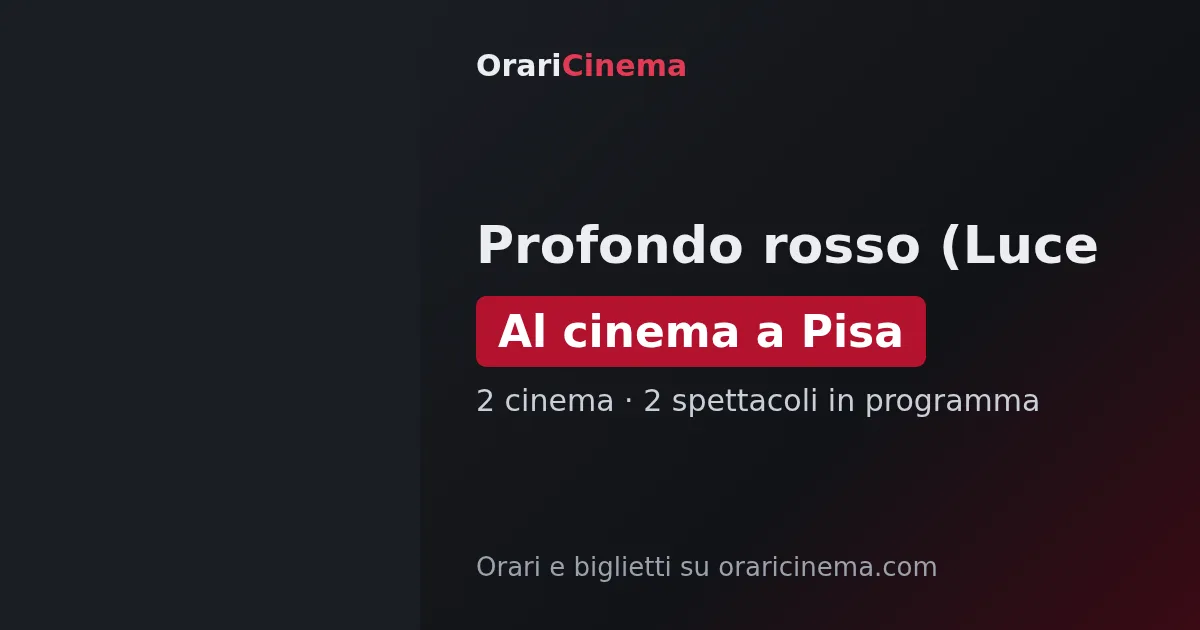 OrariCinema
Profondo rosso (Luce
Al cinema a Pisa
2 cinema · 2 spettacoli in programma
Orari e biglietti su oraricinema.com